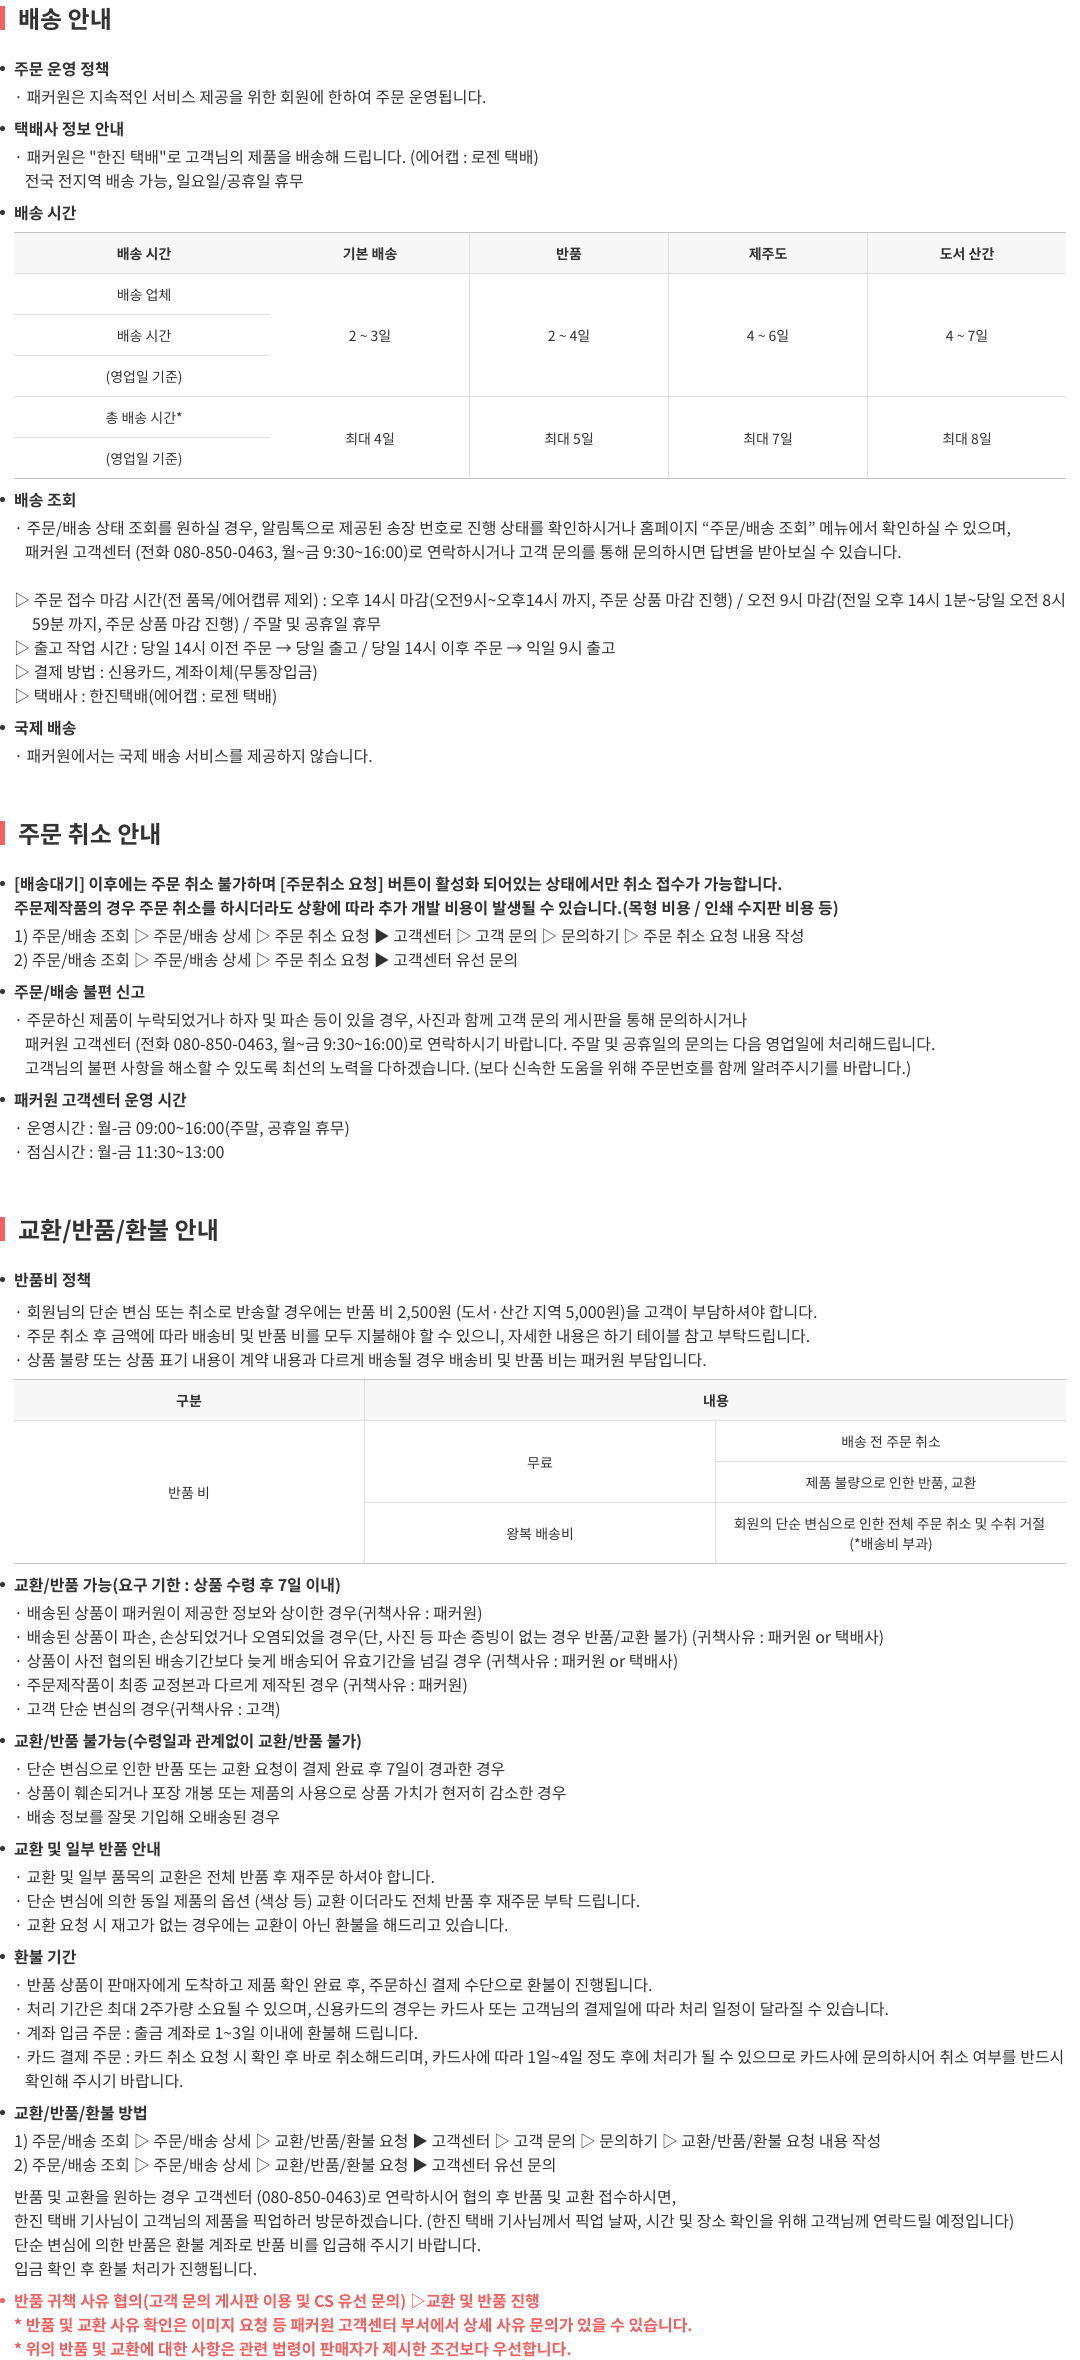 배송 안내
주문 운영 정책
· 패커원은 지속적인 서비스 제공을 위한 회원에 한하여 주문 운영됩니다.
택배사 정보 안내
· 패커원은 "한진 택배"로 고객님의 제품을 배송해 드립니다. (에어캡 : 로젠 택배)
전국 전지역 배송 가능, 일요일/공휴일 휴무
배송 시간
배송 시간 기본 배송 반품 제주도 도서 산간
배송 업체
배송 시간 2 ~ 3일 2 ~ 4일 4 ~ 6일 4 ~ 7일
(영업일 기준)
총 배송 시간*
최대 4일 최대 5일 최대 7일 최대 8일
(영업일 기준)
배송 조회
· 주문/배송 상태 조회를 원하실 경우, 알림톡으로 제공된 송장 번호로 진행 상태를 확인하시거나 홈페이지 “주문/배송 조회” 메뉴에서 확인하실 수 있으며,
패커원 고객센터 (전화 080-850-0463, 월~금 9:30~16:00)로 연락하시거나 고객 문의를 통해 문의하시면 답변을 받아보실 수 있습니다.
▷ 주문 접수 마감 시간(전 품목/에어캡류 제외) : 오후 14시 마감(오전9시~오후14시 까지, 주문 상품 마감 진행) / 오전 9시 마감(전일 오후 14시 1분~당일 오전 8시
59분 까지, 주문 상품 마감 진행) / 주말 및 공휴일 휴무
▷ 출고 작업 시간 : 당일 14시 이전 주문 → 당일 출고 / 당일 14시 이후 주문 → 익일 9시 출고
▷ 결제 방법 : 신용카드, 계좌이체(무통장입금)
▷ 택배사 : 한진택배(에어캡 : 로젠 택배)
국제 배송
· 패커원에서는 국제 배송 서비스를 제공하지 않습니다.
주문 취소 안내
[배송대기] 이후에는 주문 취소 불가하며 [주문취소 요청] 버튼이 활성화 되어있는 상태에서만 취소 접수가 가능합니다.
주문제작품의 경우 주문 취소를 하시더라도 상황에 따라 추가 개발 비용이 발생될 수 있습니다.(목형 비용 / 인쇄 수지판 비용 등)
1) 주문/배송 조회 ▷ 주문/배송 상세 ▷ 주문 취소 요청 ▶ 고객센터 ▷ 고객 문의 ▷ 문의하기 ▷ 주문 취소 요청 내용 작성
2) 주문/배송 조회 ▷ 주문/배송 상세 ▷ 주문 취소 요청 ▶ 고객센터 유선 문의
주문/배송 불편 신고
· 주문하신 제품이 누락되었거나 하자 및 파손 등이 있을 경우, 사진과 함께 고객 문의 게시판을 통해 문의하시거나
패커원 고객센터 (전화 080-850-0463, 월~금 9:30~16:00)로 연락하시기 바랍니다. 주말 및 공휴일의 문의는 다음 영업일에 처리해드립니다.
고객님의 불편 사항을 해소할 수 있도록 최선의 노력을 다하겠습니다. (보다 신속한 도움을 위해 주문번호를 함께 알려주시기를 바랍니다.)
패커원 고객센터 운영 시간
· 운영시간 : 월-금 09:00~16:00(주말, 공휴일 휴무)
· 점심시간 : 월-금 11:30~13:00
교환/반품/환불 안내
반품비 정책
· 회원님의 단순 변심 또는 취소로 반송할 경우에는 반품 비 2,500원 (도서·산간 지역 5,000원)을 고객이 부담하셔야 합니다.
· 주문 취소 후 금액에 따라 배송비 및 반품 비를 모두 지불해야 할 수 있으니, 자세한 내용은 하기 테이블 참고 부탁드립니다.
· 상품 불량 또는 상품 표기 내용이 계약 내용과 다르게 배송될 경우 배송비 및 반품 비는 패커원 부담입니다.
구분 내용
배송 전 주문 취소
무료
제품 불량으로 인한 반품, 교환
반품 비
회원의 단순 변심으로 인한 전체 주문 취소 및 수취 거절
왕복 배송비
(*배송비 부과)
교환/반품 가능(요구 기한 : 상품 수령 후 7일 이내)
· 배송된 상품이 패커원이 제공한 정보와 상이한 경우(귀책사유 : 패커원)
· 배송된 상품이 파손, 손상되었거나 오염되었을 경우(단, 사진 등 파손 증빙이 없는 경우 반품/교환 불가) (귀책사유 : 패커원 or 택배사)
· 상품이 사전 협의된 배송기간보다 늦게 배송되어 유효기간을 넘길 경우 (귀책사유 : 패커원 or 택배사)
· 주문제작품이 최종 교정본과 다르게 제작된 경우 (귀책사유 : 패커원)
· 고객 단순 변심의 경우(귀책사유 : 고객)
교환/반품 불가능(수령일과 관계없이 교환/반품 불가)
· 단순 변심으로 인한 반품 또는 교환 요청이 결제 완료 후 7일이 경과한 경우
· 상품이 훼손되거나 포장 개봉 또는 제품의 사용으로 상품 가치가 현저히 감소한 경우
· 배송 정보를 잘못 기입해 오배송된 경우
교환 및 일부 반품 안내
· 교환 및 일부 품목의 교환은 전체 반품 후 재주문 하셔야 합니다.
· 단순 변심에 의한 동일 제품의 옵션 (색상 등) 교환 이더라도 전체 반품 후 재주문 부탁 드립니다.
· 교환 요청 시 재고가 없는 경우에는 교환이 아닌 환불을 해드리고 있습니다.
환불 기간
· 반품 상품이 판매자에게 도착하고 제품 확인 완료 후, 주문하신 결제 수단으로 환불이 진행됩니다.
· 처리 기간은 최대 2주가량 소요될 수 있으며, 신용카드의 경우는 카드사 또는 고객님의 결제일에 따라 처리 일정이 달라질 수 있습니다.
· 계좌 입금 주문 : 출금 계좌로 1~3일 이내에 환불해 드립니다.
· 카드 결제 주문 : 카드 취소 요청 시 확인 후 바로 취소해드리며, 카드사에 따라 1일~4일 정도 후에 처리가 될 수 있으므로 카드사에 문의하시어 취소 여부를 반드시
확인해 주시기 바랍니다.
교환/반품/환불 방법
1) 주문/배송 조회 ▷ 주문/배송 상세 ▷ 교환/반품/환불 요청 ▶ 고객센터 ▷ 고객 문의 ▷ 문의하기 ▷ 교환/반품/환불 요청 내용 작성
2) 주문/배송 조회 ▷ 주문/배송 상세 ▷ 교환/반품/환불 요청 ▶ 고객센터 유선 문의
반품 및 교환을 원하는 경우 고객센터 (080-850-0463)로 연락하시어 협의 후 반품 및 교환 접수하시면,
한진 택배 기사님이 고객님의 제품을 픽업하러 방문하겠습니다. (한진 택배 기사님께서 픽업 날짜, 시간 및 장소 확인을 위해 고객님께 연락드릴 예정입니다)
단순 변심에 의한 반품은 환불 계좌로 반품 비를 입금해 주시기 바랍니다.
입금 확인 후 환불 처리가 진행됩니다.
반품 귀책 사유 협의(고객 문의 게시판 이용 및 CS 유선 문의) ▷교환 및 반품 진행
* 반품 및 교환 사유 확인은 이미지 요청 등 패커원 고객센터 부서에서 상세 사유 문의가 있을 수 있습니다.
* 위의 반품 및 교환에 대한 사항은 관련 법령이 판매자가 제시한 조건보다 우선합니다.